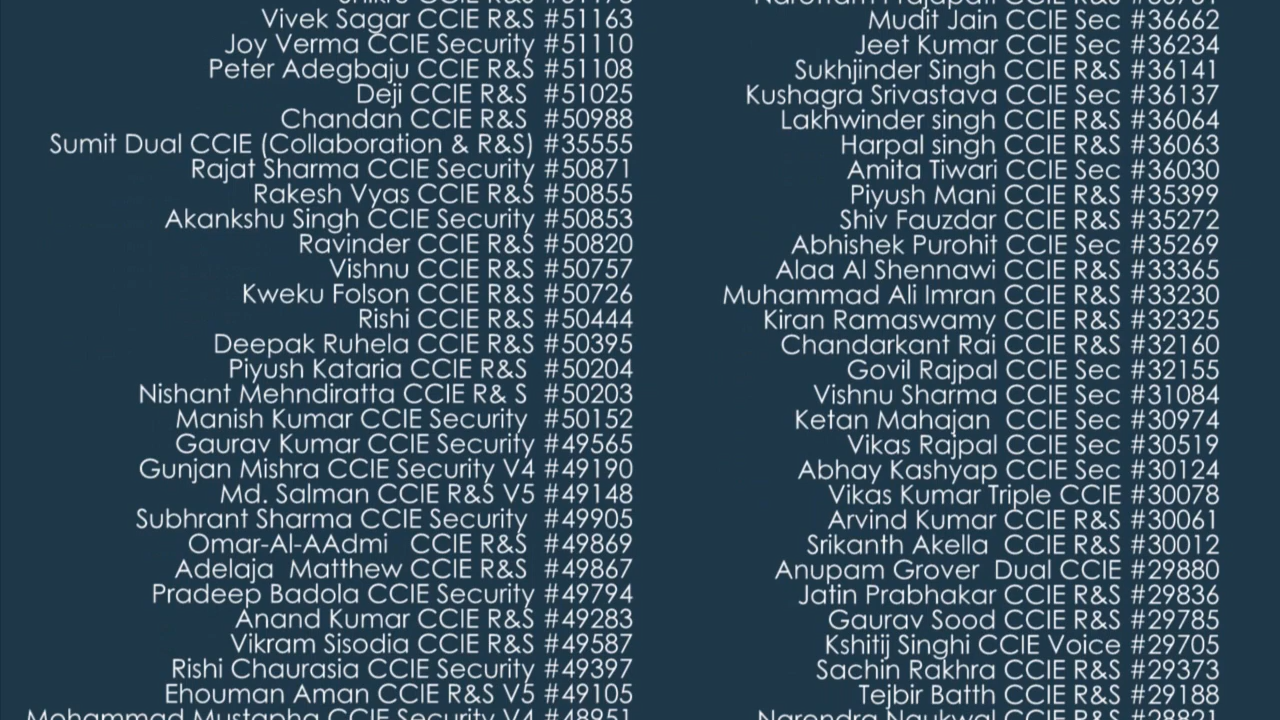 Vivek Sagar CCIE R&S #51163
Joy Verma CCIE Security #51110
Peter Adegbaju CCIE R&S #51108
Deji CCIE R&S #51025
Chandan CCIE R&S #50988
Sumit Dual CCIE (Collaboration & R&S) #35555
Rajat Sharma CCIE Security #50871
Rakesh Vyas CCIE R&S #50855
Akankshu Singh CCIE Security #50853
Ravinder CCIE R&S #50820
Vishnu CCIE R&S #50757
Kweku Folson CCIE R&S #50726
Rishi CCIE R&S #50444
Deepak Ruhela CCIE R&S #50395
Piyush Kataria CCIE R&S #50204
Nishant Mehndiratta CCIE R& S #50203
Manish Kumar CCIE Security #50152
Gaurav Kumar CCIE Security #49565
Gunjan Mishra CCIE Security V4 #49190
Md. Salman CCIE R&S V5 #49148
Subhrant Sharma CCIE Security #49905
Omar-Al-AAdmi CCIE R&S #49869
Adelaja Matthew CCIE R&S #49867
Pradeep Badola CCIE Security #49794
Anand Kumar CCIE R&S #49283
Vikram Sisodia CCIE R&S #49587
Rishi Chaurasia CCIE Security #49397
Ehouman Aman CCIE R&S V5 #49105
Mohammad Mustapha CCIE Security V4 #48951
Mudit Jain CCIE Sec #36662
Jeet Kumar CCIE Sec #36234
Sukhjinder Singh CCIE R&S #36141
Kushagra Srivastava CCIE Sec #36137
Lakhwinder singh CCIE R&S #36064
Harpal singh CCIE R&S #36063
Amita Tiwari CCIE R&S #36030
Piyush Mani CCIE R&S #35399
Shiv Fauzdar CCIE R&S #35272
Abhishek Purohit CCIE Sec #35269
Alaa Al Shennawi CCIE R&S #33365
Muhammad Ali Imran CCIE R&S #33230
Kiran Ramaswamy CCIE R&S #32325
Chandarkant Rai CCIE R&S #32160
Govil Rajpal CCIE Sec #32155
Vishnu Sharma CCIE Sec #31084
Ketan Mahajan CCIE Sec #30974
Vikas Rajpal CCIE Sec #30519
Abhay Kashyap CCIE Sec #30124
Vikas Kumar Triple CCIE #30078
Arvind Kumar CCIE R&S #30061
Srikanth Akella CCIE R&S #30012
Anupam Grover Dual CCIE #29880
Jatin Prabhakar CCIE R&S #29836
Gaurav Sood CCIE R&S #29785
Kshitij Singhi CCIE Voice #29705
Sachin Rakhra CCIE R&S #29373
Tejbir Batth CCIE R&S #29188
Narendra Naukwal CCIE R&S